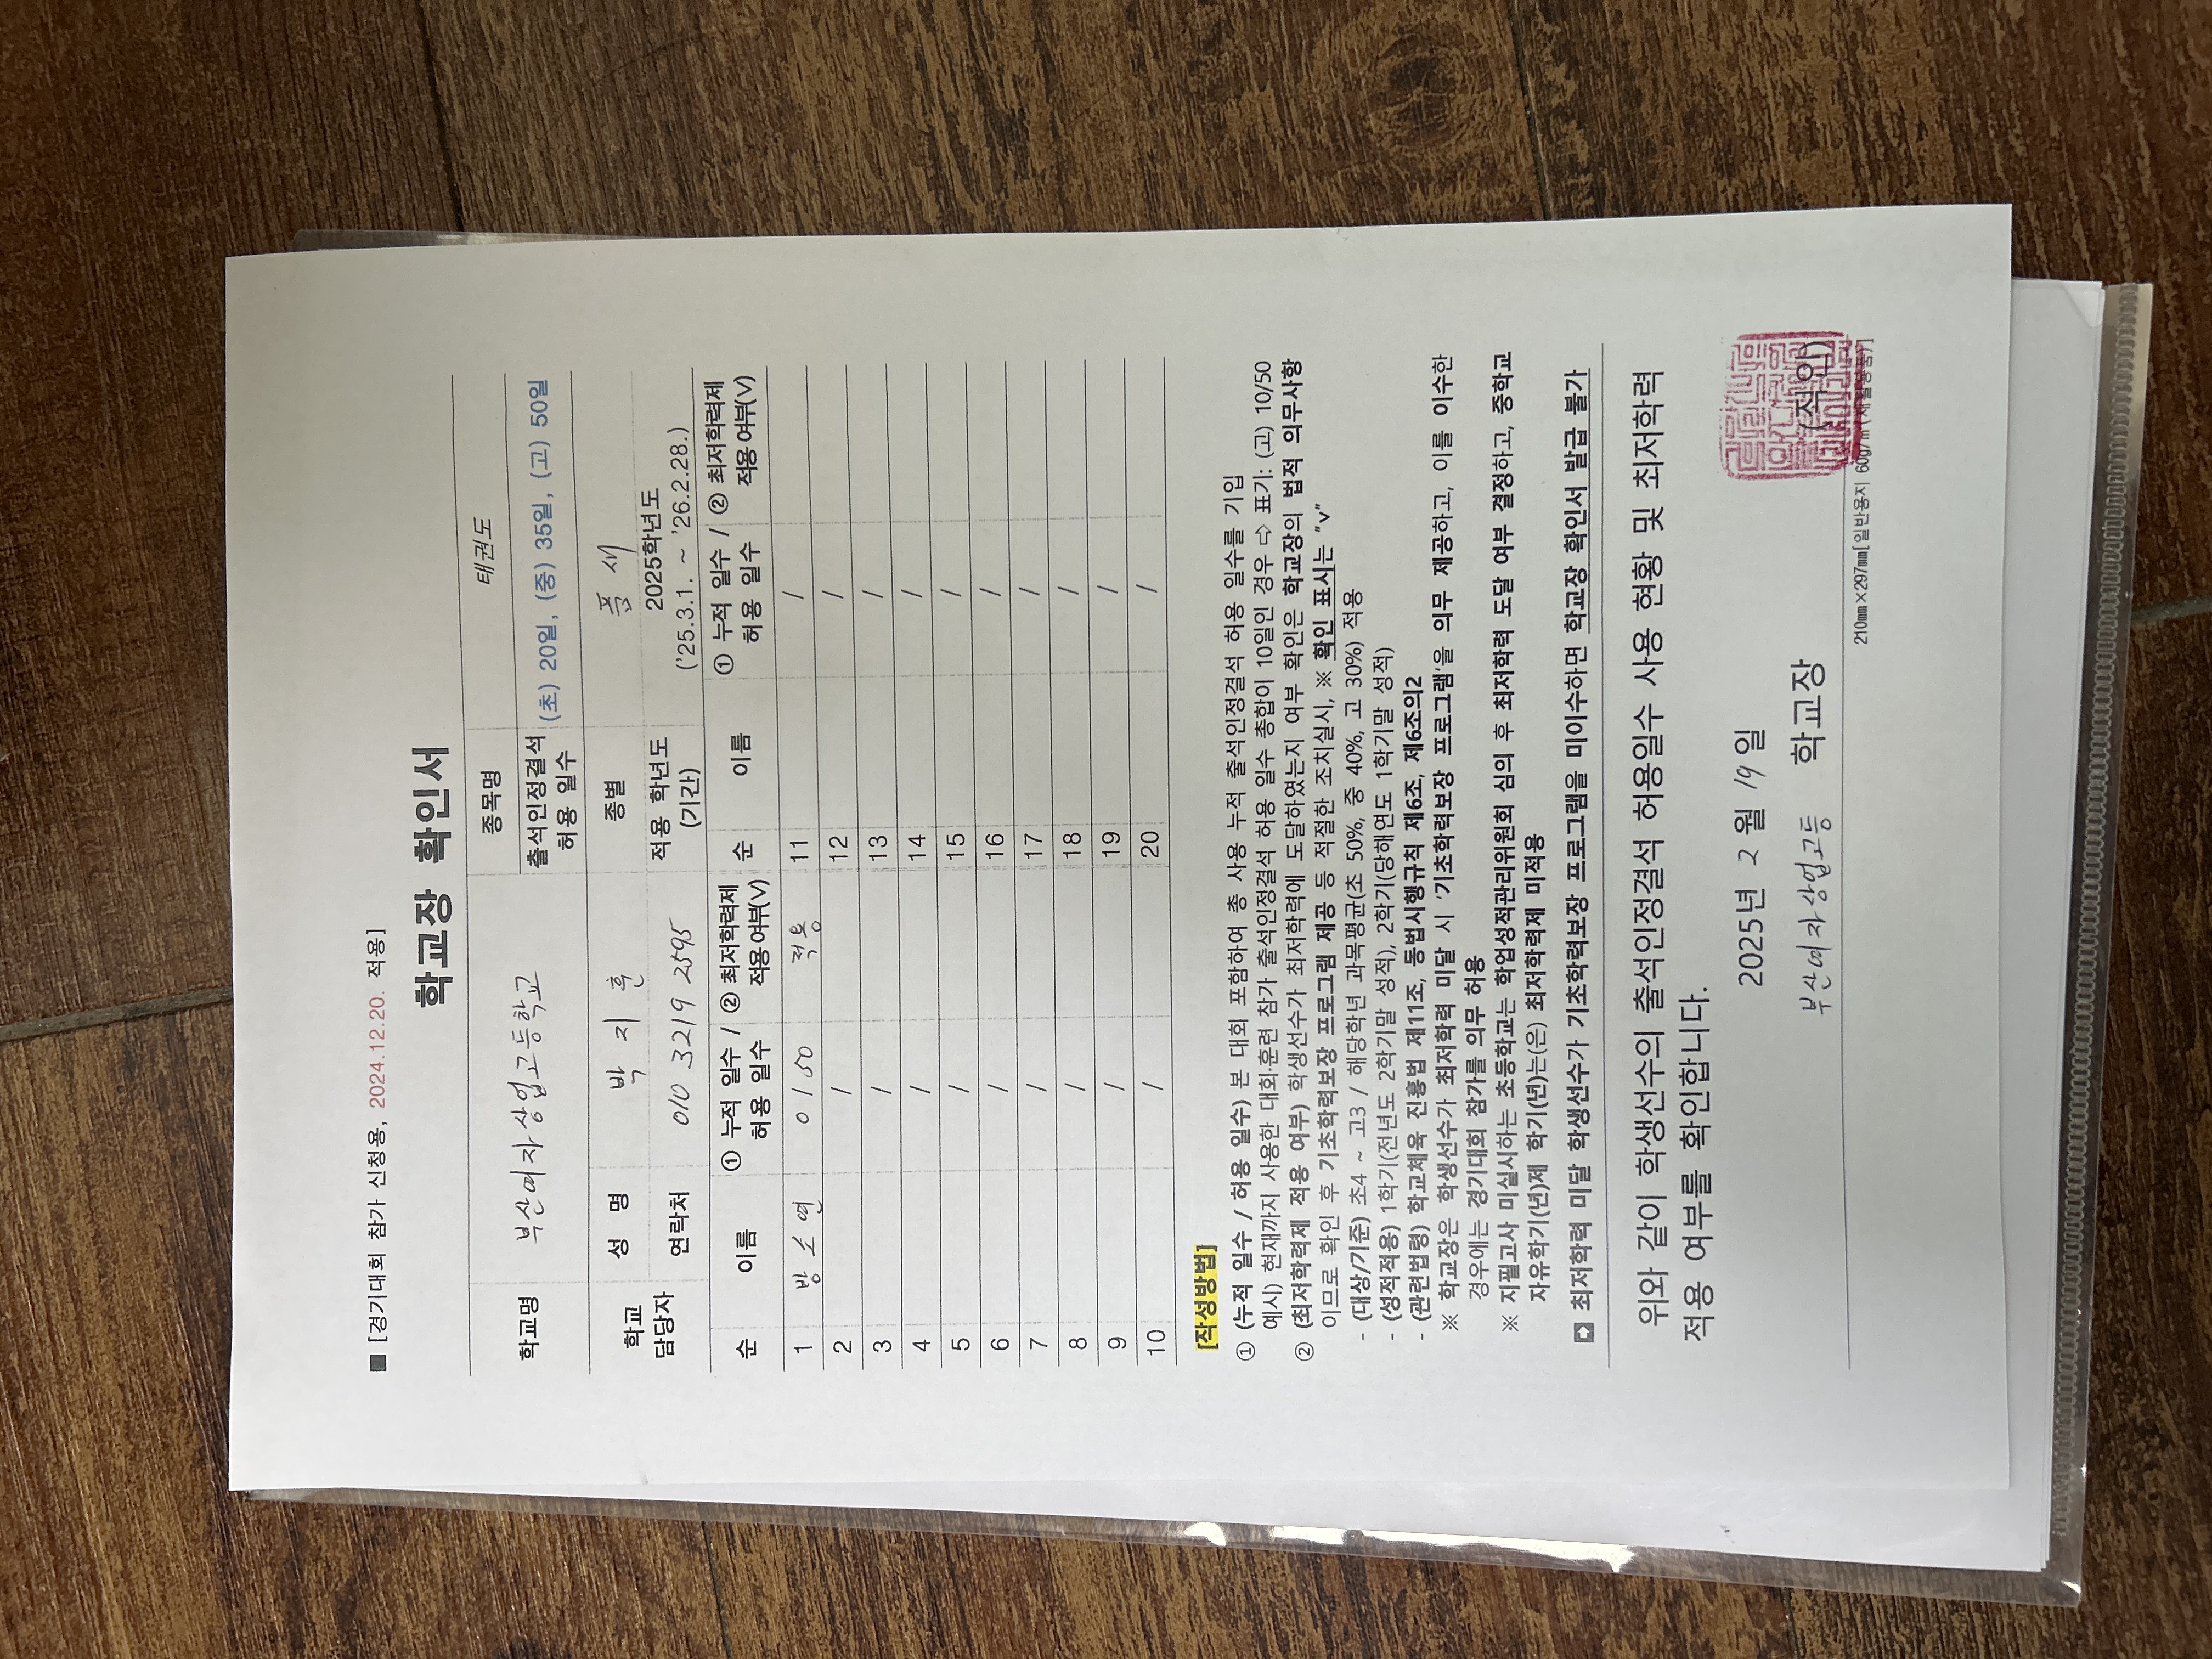 ■ [경기대회 참가 신청용, 2024.12.20. 적용]
학교장 확인서
학교명 부산여자상업고등학교 종목명 태권도
출석인정결석 허용 일수 (초) 20일, (중) 35일, (고) 50일
학교 담당자 성 명 박 지 훈 종별 품 새
연락처 010 3219 2595 적용 학년도 (기간) 2025학년도 ('25.3.1. ~ '26.2.28.)
순 이름 ① 누적 일수 / 허용 일수 ② 최저학력제 적용 여부(V) 순 이름 ① 누적 일수 / 허용 일수 ② 최저학력제 적용 여부(V)
1 방 소 연 0 / 50 적용 11 /
2 / 12 /
3 / 13 /
4 / 14 /
5 / 15 /
6 / 16 /
7 / 17 /
8 / 18 /
9 / 19 /
10 / 20 /
[작성방법]
① (누적 일수 / 허용 일수) 본 대회 포함하여 총 사용 누적 출석인정결석 허용 일수를 기입
예시) 현재까지 사용한 대회·훈련 참가 출석인정결석 허용 일수 총합이 10일인 경우 ⇨ 표기: (고) 10/50
② (최저학력제 적용 여부) 학생선수가 최저학력에 도달하였는지 여부 확인은 학교장의 법적 의무사항
이므로 확인 후 기초학력보장 프로그램 제공 등 적절한 조치실시, ※ 확인 표시는 "v"
- (대상/기준) 초4 ~ 고3 / 해당학년 과목평균(초 50%, 중 40%, 고 30%) 적용
- (성적적용) 1학기(전년도 2학기말 성적), 2학기(당해연도 1학기말 성적)
- (관련법령) 학교체육 진흥법 제11조, 동법시행규칙 제6조, 제6조의2
※ 학교장은 학생선수가 최저학력 미달 시 '기초학력보장 프로그램'을 의무 제공하고, 이를 이수한
경우에는 경기대회 참가를 의무 허용
※ 지필고사 미실시하는 초등학교는 학업성적관리위원회 심의 후 최저학력 도달 여부 결정하고, 중학교
자유학기(년)제 학기(년)는(은) 최저학력제 미적용
➡ 최저학력 미달 학생선수가 기초학력보장 프로그램을 미이수하면 학교장 확인서 발급 불가
위와 같이 학생선수의 출석인정결석 허용일수 사용 현황 및 최저학력
적용 여부를 확인합니다.
2025년 2 월 19 일
부산여자상업고등 학교장 (직인)
210㎜×297㎜[일반용지 60g/㎡(재활용품)]